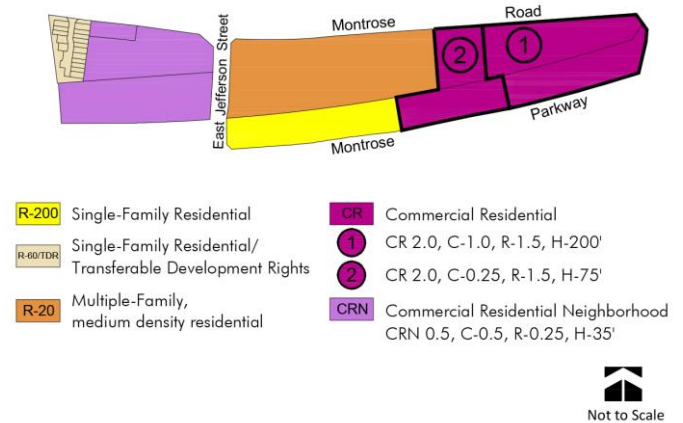 Montrose
Road
East Jefferson Street
2
1
Montrose
Parkway
R-200 Single-Family Residential
R-60/TDR Single-Family Residential/
Transferable Development Rights
R-20 Multiple-Family,
medium density residential
CR Commercial Residential
1 CR 2.0, C-1.0, R-1.5, H-200'
2 CR 2.0, C-0.25, R-1.5, H-75'
CRN Commercial Residential Neighborhood
CRN 0.5, C-0.5, R-0.25, H-35'
Not to Scale